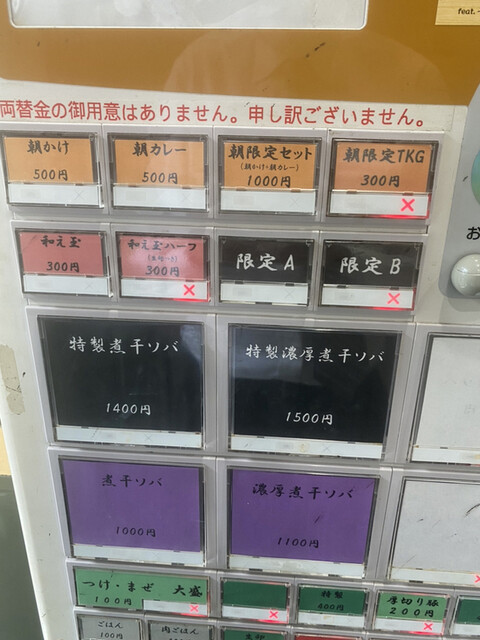 feat.
両替金の御用意はありません。申し訳ございません。
朝かけ
500円
朝カレー
500円
朝限定セット
(朝かけ・朝カレー)
1000円
朝限定TKG
300円
和え玉
300円
和え玉ハーフ
300円
限定A
限定B
お
特製煮干ソバ
1400円
特製濃厚煮干ソバ
1500円
煮干ソバ
1000円
濃厚煮干ソバ
1100円
つけ・まぜ 大盛
100円
特製
400円
厚切り豚
200円
ごはん
100円
肉ごはん